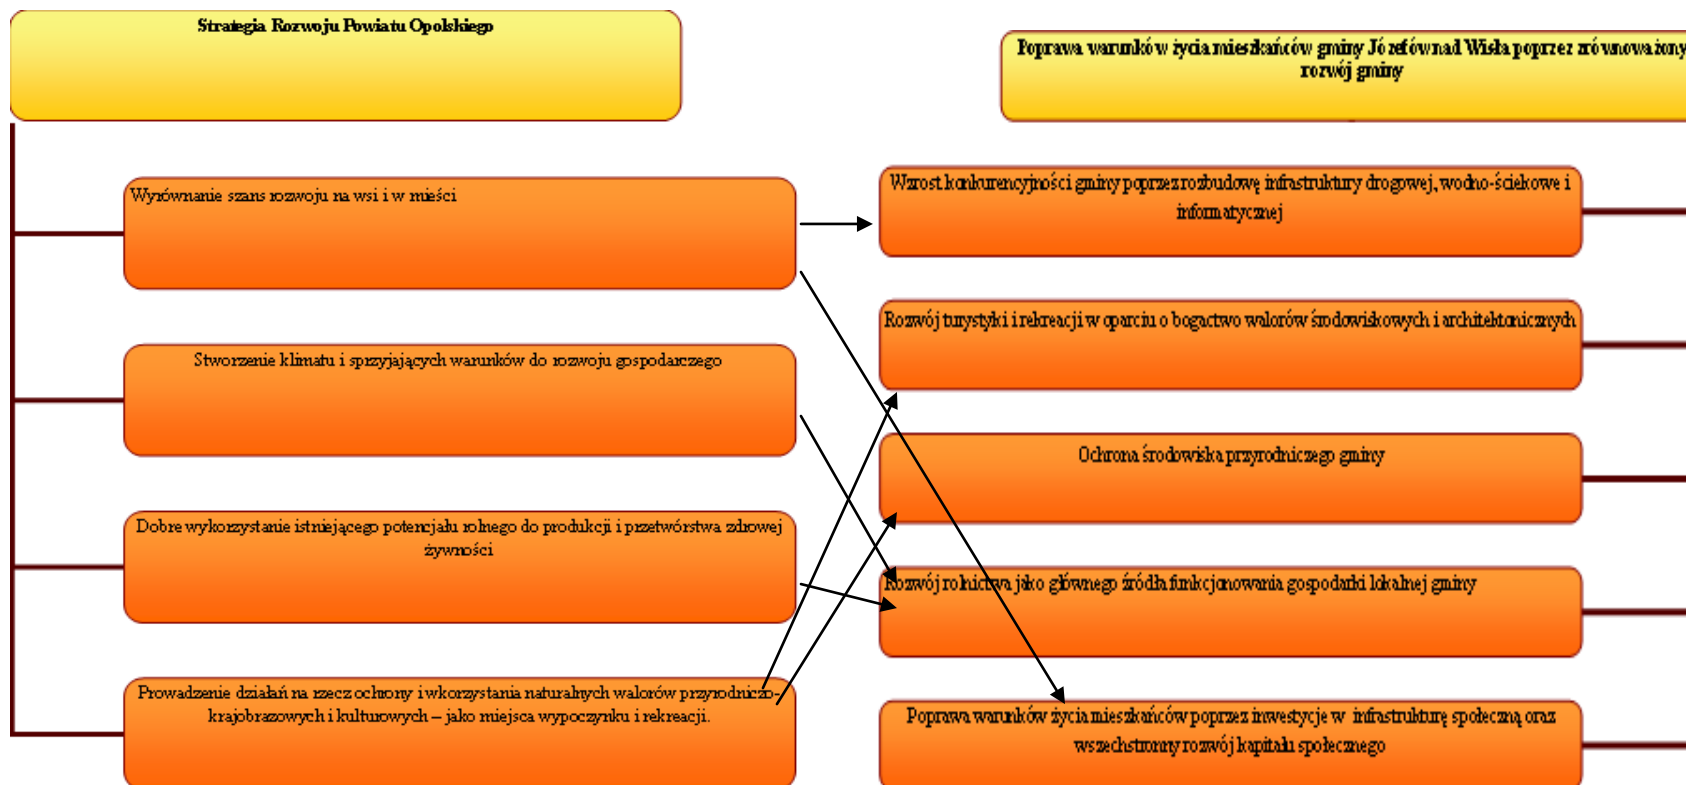 Strategia Rozwoju Powiatu Opolskiego
Wyrównanie szans rozwoju na wsi i w mieści
Stworzenie klimatu i sprzyjających warunków do rozwoju gospodarczego
Dobre wykorzystanie istniejącego potencjału rolnego do produkcji i przetwórstwa zdrowej
żywności
Prowadzenie działań na rzecz ochrony i wkorzystania naturalnych walorów przyrodniczo-
krajobrazowych i kulturowych – jako miejsca wypoczynku i rekreacji.
Poprawa warunków życia mieszkańców gminy Józefów nad Wisła poprzez zrównoważony
rozwój gminy
Wzrost konkurencyjności gminy poprzez rozbudowę infrastruktury drogowej, wodno-ściekowe i
informatycznej
Rozwój turystyki i rekreacji w oparciu o bogactwo walorów środowiskowych i architektonicznych
Ochrona środowiska przyrodniczego gminy
Rozwój rolnictwa jako głównego źródła funkcjonowania gospodarki lokalnej gminy
Poprawa warunków życia mieszkańców poprzez inwestycje w infrastrukturę społeczną oraz
wszechstronny rozwój kapitału społecznego